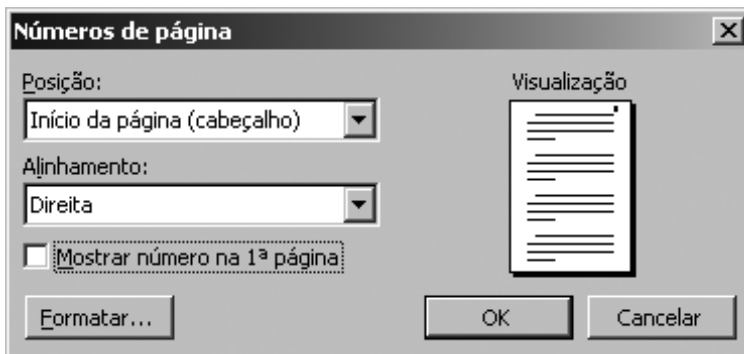 Números de página
Posição:
Visualização
Início da página (cabeçalho)
Alinhamento:
Direita
Mostrar número na 1ª página
Formatar...
OK
Cancelar